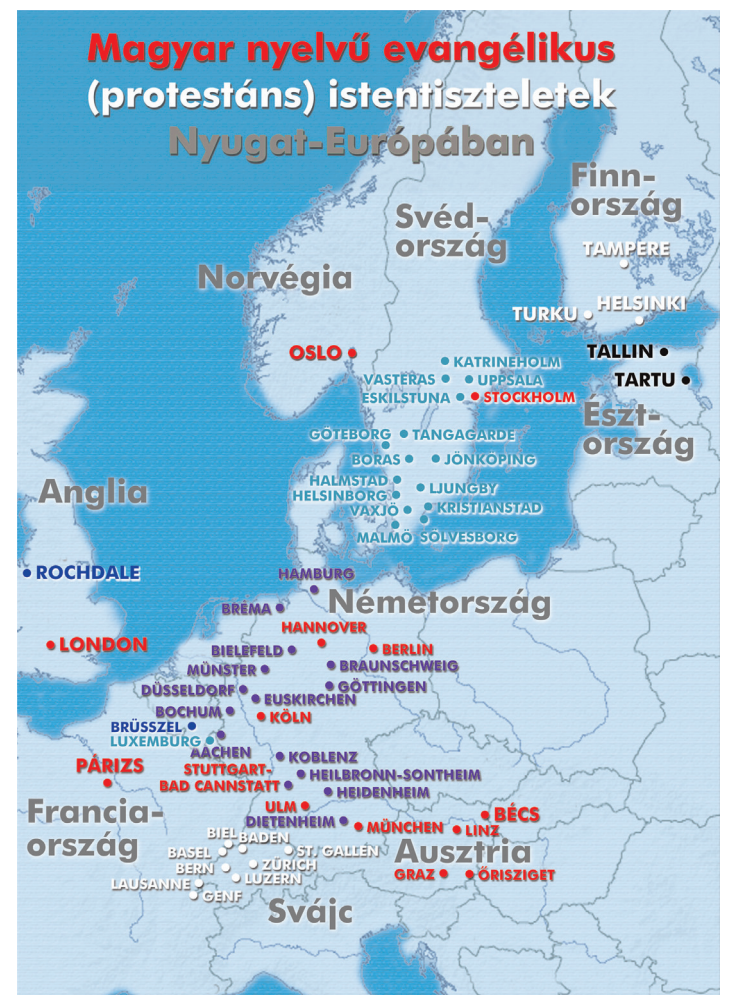 Magyar nyelvű evangélikus
(protestáns) istentiszteletek
Nyugat-Európában
Finn-
ország
Svéd-
ország
TAMPERE
Norvégia
HELSINKI
TURKU
OSLO
TALLIN
KATRINEHOLM
TARTU
VASTERAS
UPPSALA
ESKILSTUNA
STOCKHOLM
Észt-
ország
GÖTEBORG
TANGAGARDE
BORAS
JÖNKÖPING
Anglia
HALMSTAD
LJUNGBY
HELSINBORG
KRISTIANSTAD
VAXJÖ
MALMÖ
SÖLVESBORG
ROCHDALE
HAMBURG
Németország
BRÉMA
HANNOVER
LONDON
BIELEFELD
BERLIN
MÜNSTER
BRAUNSCHWEIG
DÜSSELDORF
GÖTTINGEN
EUSKIRCHEN
BOCHUM
KÖLN
BRÜSSZEL
LUXEMBURG
AACHEN
KOBLENZ
PÁRIZS
STUTTGART-
BAD CANNSTATT
HEILBRONN-SONTHEIM
HEIDENHEIM
Francia-
ország
ULM
BÉCS
DIETENHEIM
MÜNCHEN
LINZ
BIEL
BADEN
BASEL
ST. GALLEN
Ausztria
BERN
ZÜRICH
LUZERN
GRAZ
ŐRISZIGET
LAUSANNE
GENF
Svájc